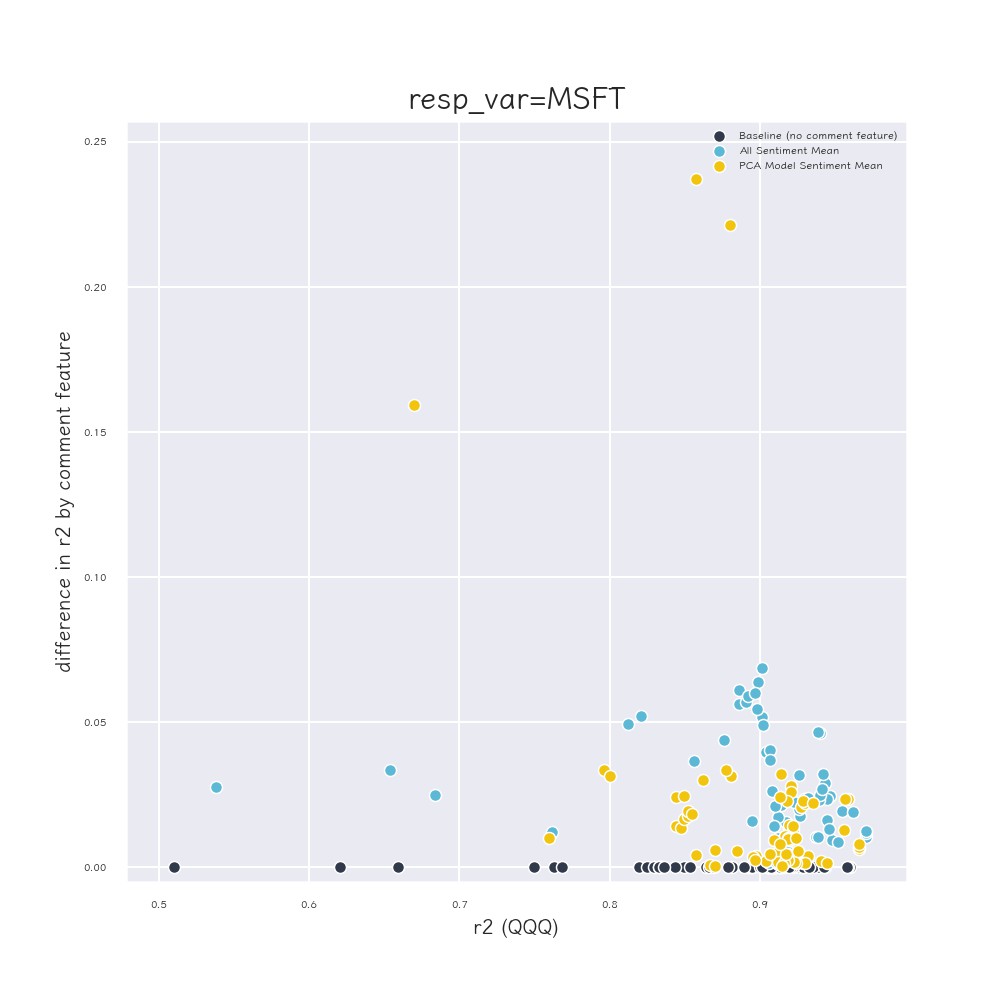 resp_var=MSFT
Baseline (no comment feature)
All Sentiment Mean
PCA Model Sentiment Mean
difference in r2 by comment feature
0.25
0.20
0.15
0.10
0.05
0.00
0.5 0.6 0.7 0.8 0.9
r2 (QQQ)